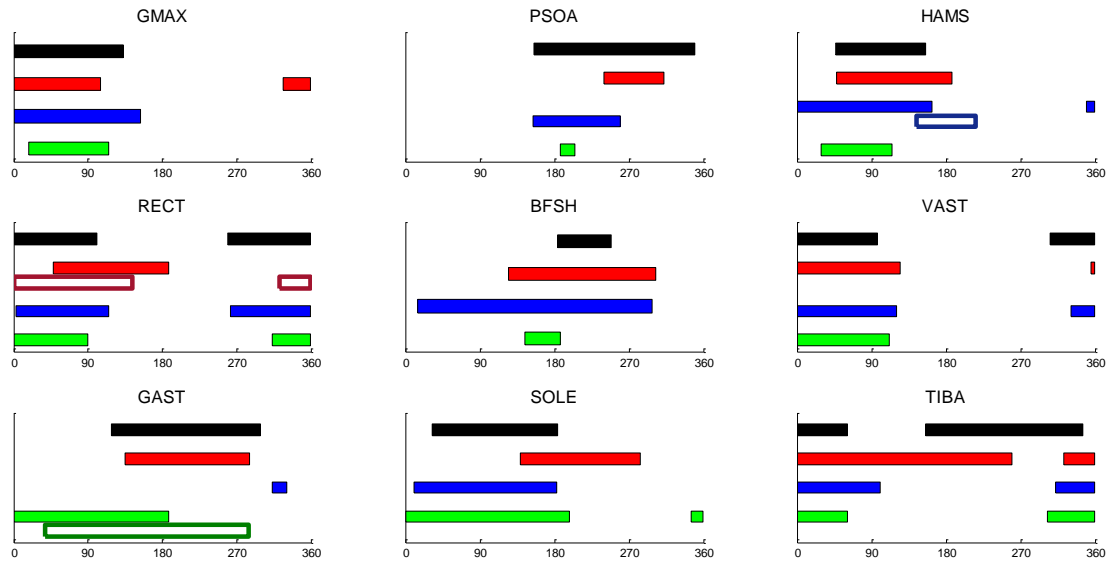 GMAX PSOA HAMS
0 90 180 270 360 0 90 180 270 360 0 90 180 270 360
RECT BFSH VAST
0 90 180 270 360 0 90 180 270 360 0 90 180 270 360
GAST SOLE TIBA
0 90 180 270 360 0 90 180 270 360 0 90 180 270 360